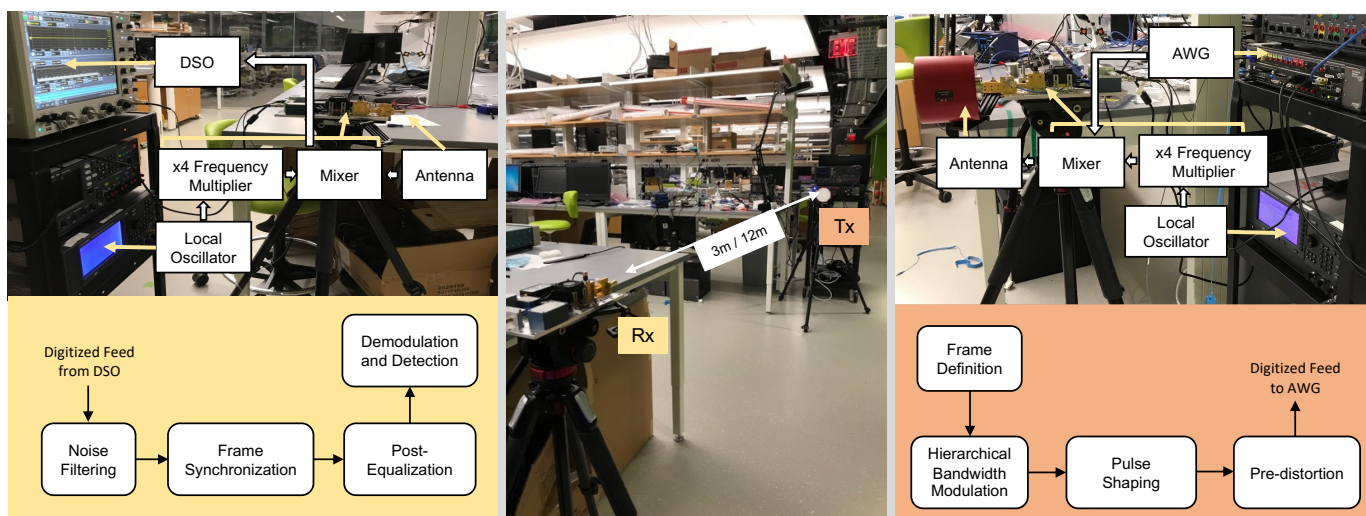 DSO
x4 Frequency
Multiplier
Mixer
Antenna
Local
Oscillator
Digitized Feed
from DSO
Demodulation
and Detection
Noise
Filtering
Frame
Synchronization
Post-
Equalization
3m / 12m
Tx
Rx
AWG
Antenna
Mixer
x4 Frequency
Multiplier
Local
Oscillator
Frame
Definition
Digitized Feed
to AWG
Hierarchical
Bandwidth
Modulation
Pulse
Shaping
Pre-distortion